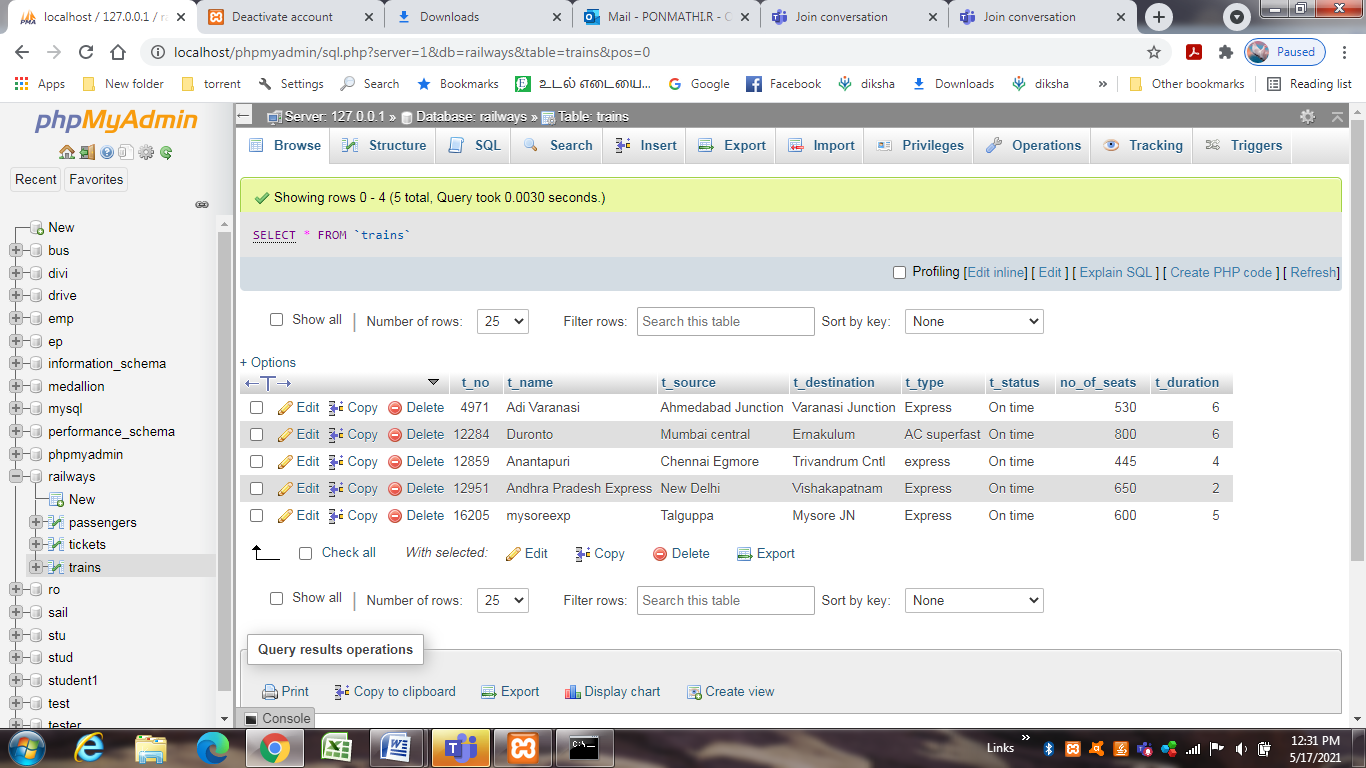 localhost / 127.0.0.1 / ra
Deactivate account
Downloads
Mail - PONMATHI.R - O
Join conversation
Join conversation
localhost/phpmyadmin/sql.php?server=1&db=railways&table=trains&pos=0
Paused
Apps
New folder
torrent
Settings
Search
Bookmarks
உடல் எடையை...
Google
Facebook
diksha
Downloads
diksha
»
Other bookmarks
Reading list
phpMyAdmin
Recent
Favorites
New
bus
divi
drive
emp
ep
information_schema
medallion
mysql
performance_schema
phpmyadmin
railways
New
passengers
tickets
trains
ro
sail
stu
stud
student1
test
tester
Server: 127.0.0.1 » Database: railways » Table: trains
Browse Structure SQL Search Insert Export Import Privileges Operations Tracking Triggers
Showing rows 0 - 4 (5 total, Query took 0.0030 seconds.)
SELECT * FROM `trains`
Profiling [Edit inline] [ Edit ] [ Explain SQL ] [ Create PHP code ] [ Refresh]
Show all | Number of rows: 25 Filter rows: Search this table Sort by key: None
+ Options
←T→ t_no t_name t_source t_destination t_type t_status no_of_seats t_duration
Edit Copy Delete 4971 Adi Varanasi Ahmedabad Junction Varanasi Junction Express On time 530 6
Edit Copy Delete 12284 Duronto Mumbai central Ernakulum AC superfast On time 800 6
Edit Copy Delete 12859 Anantapuri Chennai Egmore Trivandrum Cntl express On time 445 4
Edit Copy Delete 12951 Andhra Pradesh Express New Delhi Vishakapatnam Express On time 650 2
Edit Copy Delete 16205 mysoreexp Talguppa Mysore JN Express On time 600 5
Check all With selected: Edit Copy Delete Export
Show all | Number of rows: 25 Filter rows: Search this table Sort by key: None
Query results operations
Print Copy to clipboard Export Display chart Create view
Console
Links
»
12:31 PM
5/17/2021